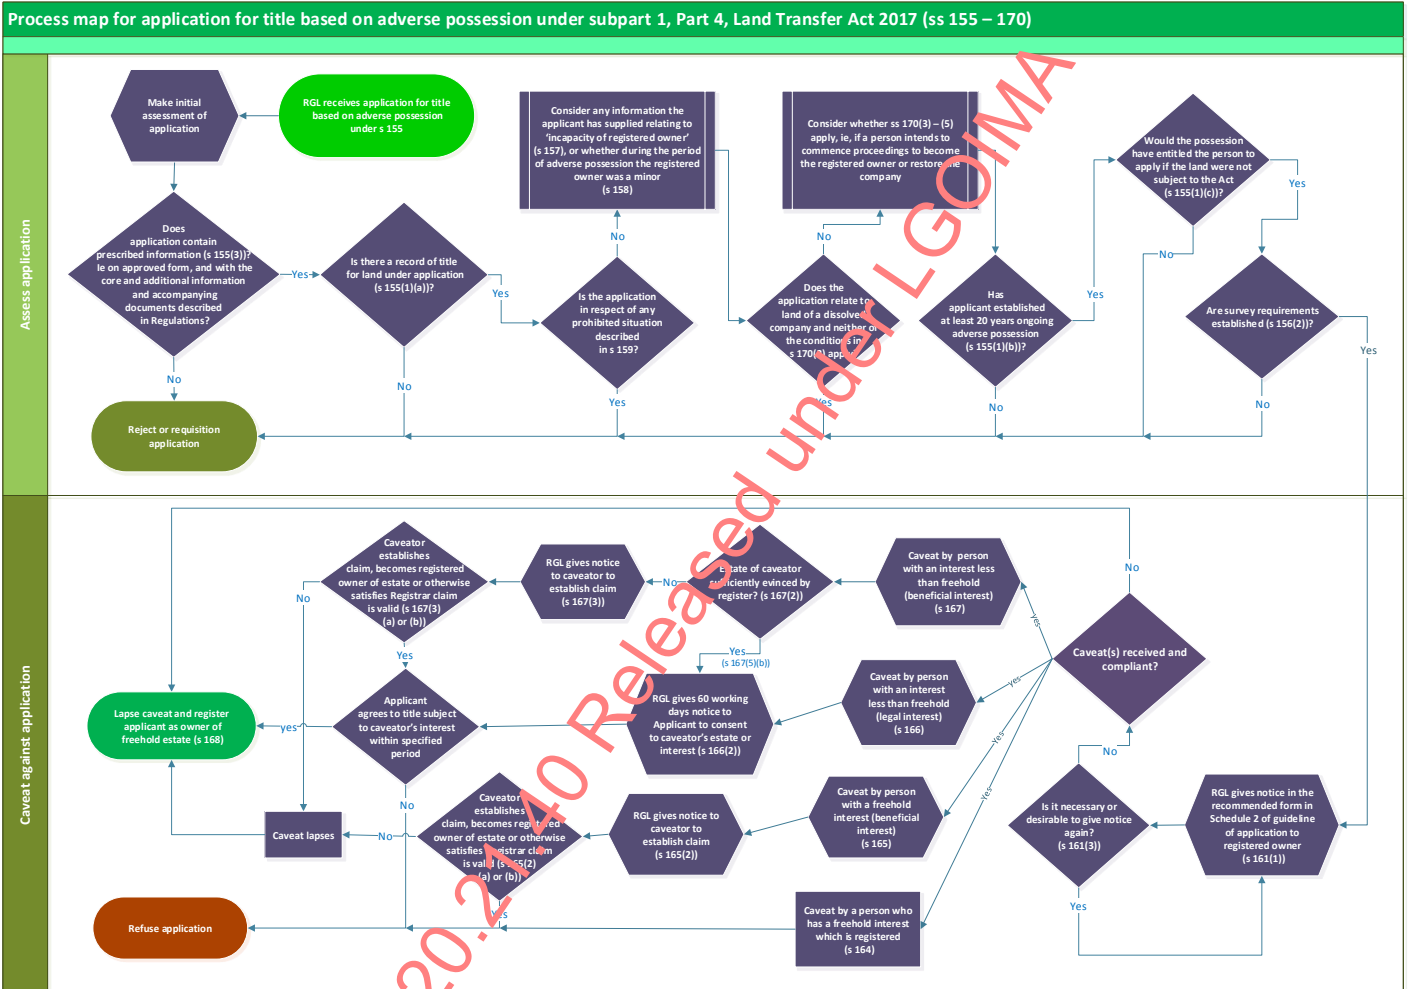 Process map for application for title based on adverse possession under subpart 1, Part 4, Land Transfer Act 2017 (ss 155 – 170)
Assess application
Make initial
assessment of
application
RGL receives application for title
based on adverse possession
under s 155
Does
application contain
prescribed information (s 155(3))?
Ie on approved form, and with the
core and additional information
and accompanying
documents described
in Regulations?
Yes
No
Reject or requisition
application
Is there a record of title
for land under application
(s 155(1)(a))?
Yes
No
Consider any information the
applicant has supplied relating to
'incapacity of registered owner'
(s 157), or whether during the period
of adverse possession the registered
owner was a minor
(s 158)
No
Is the application
in respect of any
prohibited situation
described
in s 159?
Yes
Consider whether ss 170(3) – (5)
apply, ie, if a person intends to
commence proceedings to become
the registered owner or restore the
company
No
Does the
application relate to
land of a dissolved
company and neither of
the conditions in
s 170(2) apply
Yes
Has
applicant established
at least 20 years ongoing
adverse possession
(s 155(1)(b))?
Yes
No
Would the possession
have entitled the person to
apply if the land were not
subject to the Act
(s 155(1)(c))?
Yes
No
Are survey requirements
established (s 156(2))?
Yes
No
Caveat against application
Caveator
establishes
claim, becomes registered
owner of estate or otherwise
satisfies Registrar claim
is valid (s 167(3)
(a) or (b))
No
Yes
RGL gives notice
to caveator to
establish claim
(s 167(3))
No
Estate of caveator
sufficiently evinced by
register? (s 167(2))
Yes
(s 167(5)(b))
Caveat by person
with an interest less
than freehold
(beneficial interest)
(s 167)
yes
No
Caveat(s) received and
compliant?
Lapse caveat and register
applicant as owner of
freehold estate (s 168)
yes
Applicant
agrees to title subject
to caveator's interest
within specified
period
No
RGL gives 60 working
days notice to
Applicant to consent
to caveator's estate or
interest (s 166(2))
Caveat by person
with an interest
less than freehold
(legal interest)
(s 166)
yes
Yes
Yes
Caveat lapses
No
Caveator
establishes
claim, becomes registered
owner of estate or otherwise
satisfies Registrar claim
is valid (s 165(2)
(a) or (b))
Yes
RGL gives notice to
caveator to
establish claim
(s 165(2))
Caveat by person
with a freehold
interest (beneficial
interest)
(s 165)
No
Is it necessary or
desirable to give notice
again?
(s 161(3))
Yes
RGL gives notice in the
recommended form in
Schedule 2 of guideline
of application to
registered owner
(s 161(1))
Refuse application
Caveat by a person who
has a freehold interest
which is registered
(s 164)
20.21.40 Released under LGOIMA